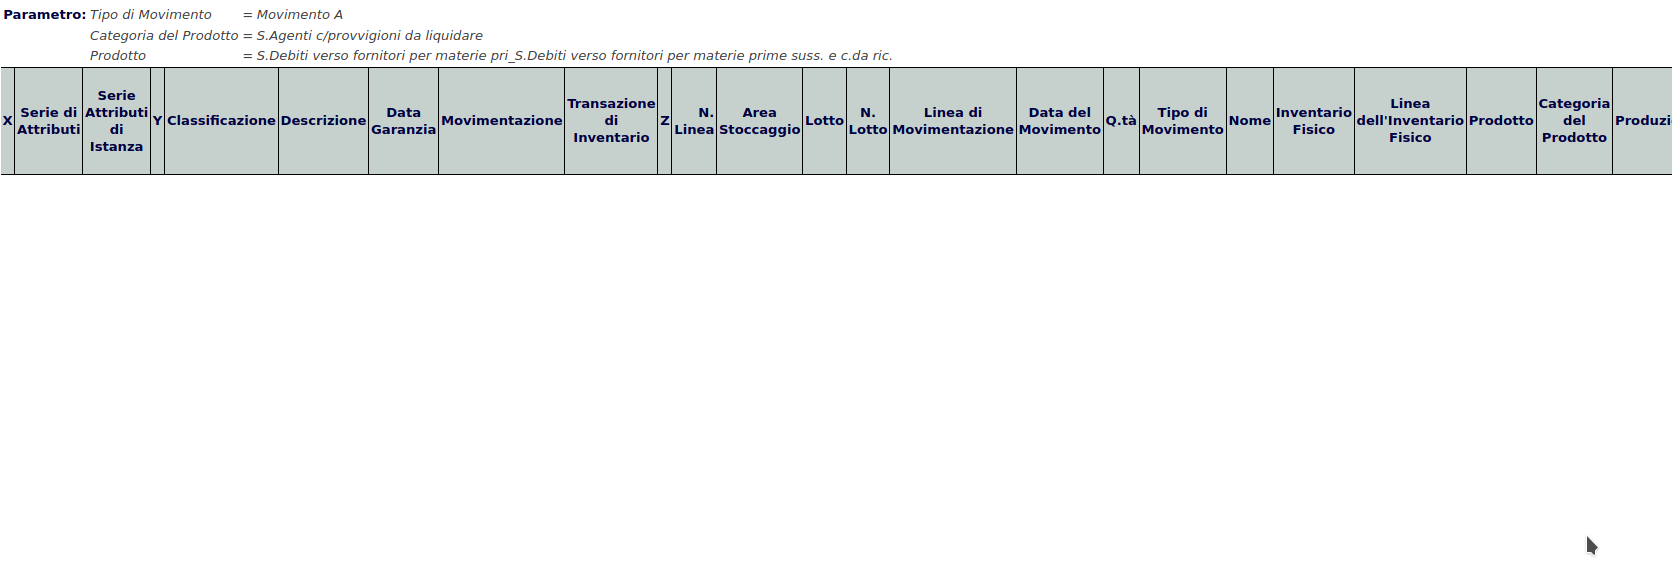 Parametro: Tipo di Movimento = Movimento A
Categoria del Prodotto = S.Agenti c/provvigioni da liquidare
Prodotto = S.Debiti verso fornitori per materie pri_S.Debiti verso fornitori per materie prime suss. e c.da ric.
X
Serie di
Attributi
Serie
Attributi
di
Istanza
Y
Classificazione
Descrizione
Data
Garanzia
Movimentazione
Transazione
di
Inventario
Z
N.
Linea
Area
Stoccaggio
Lotto
N.
Lotto
Linea di
Movimentazione
Data del
Movimento
Q.tà
Tipo di
Movimento
Nome
Inventario
Fisico
Linea
dell'Inventario
Fisico
Prodotto
Categoria
del
Prodotto